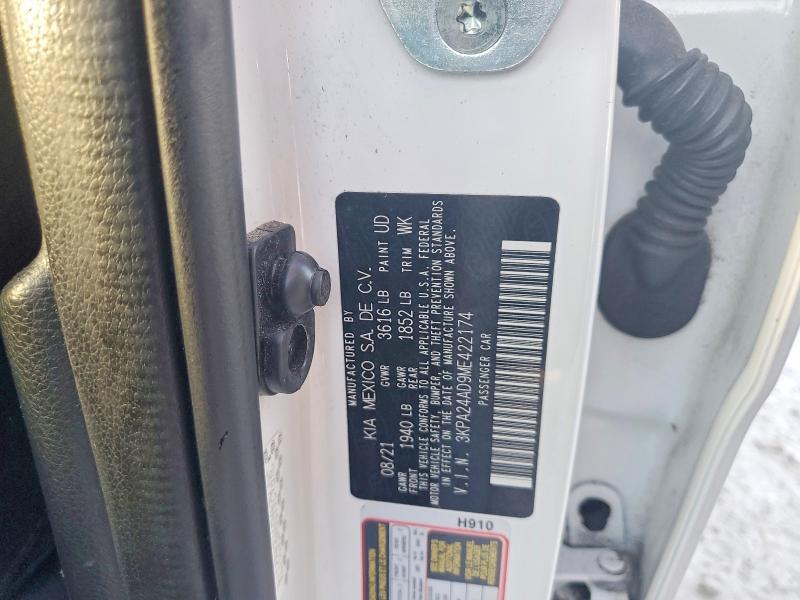 MANUFACTURED BY
KIA MEXICO S.A. DE C.V.
08/21 GVWR 3616 LB PAINT UD
GAWR FRONT 1940 LB GAWR REAR 1852 LB TRIM WK
THIS VEHICLE CONFORMS TO ALL APPLICABLE U.S.A. FEDERAL
MOTOR VEHICLE SAFETY, BUMPER, AND THEFT PREVENTION STANDARDS
IN EFFECT ON THE DATE OF MANUFACTURE SHOWN ABOVE.
V.I.N. 3KPA24AD9ME422174
PASSENGER CAR
H910